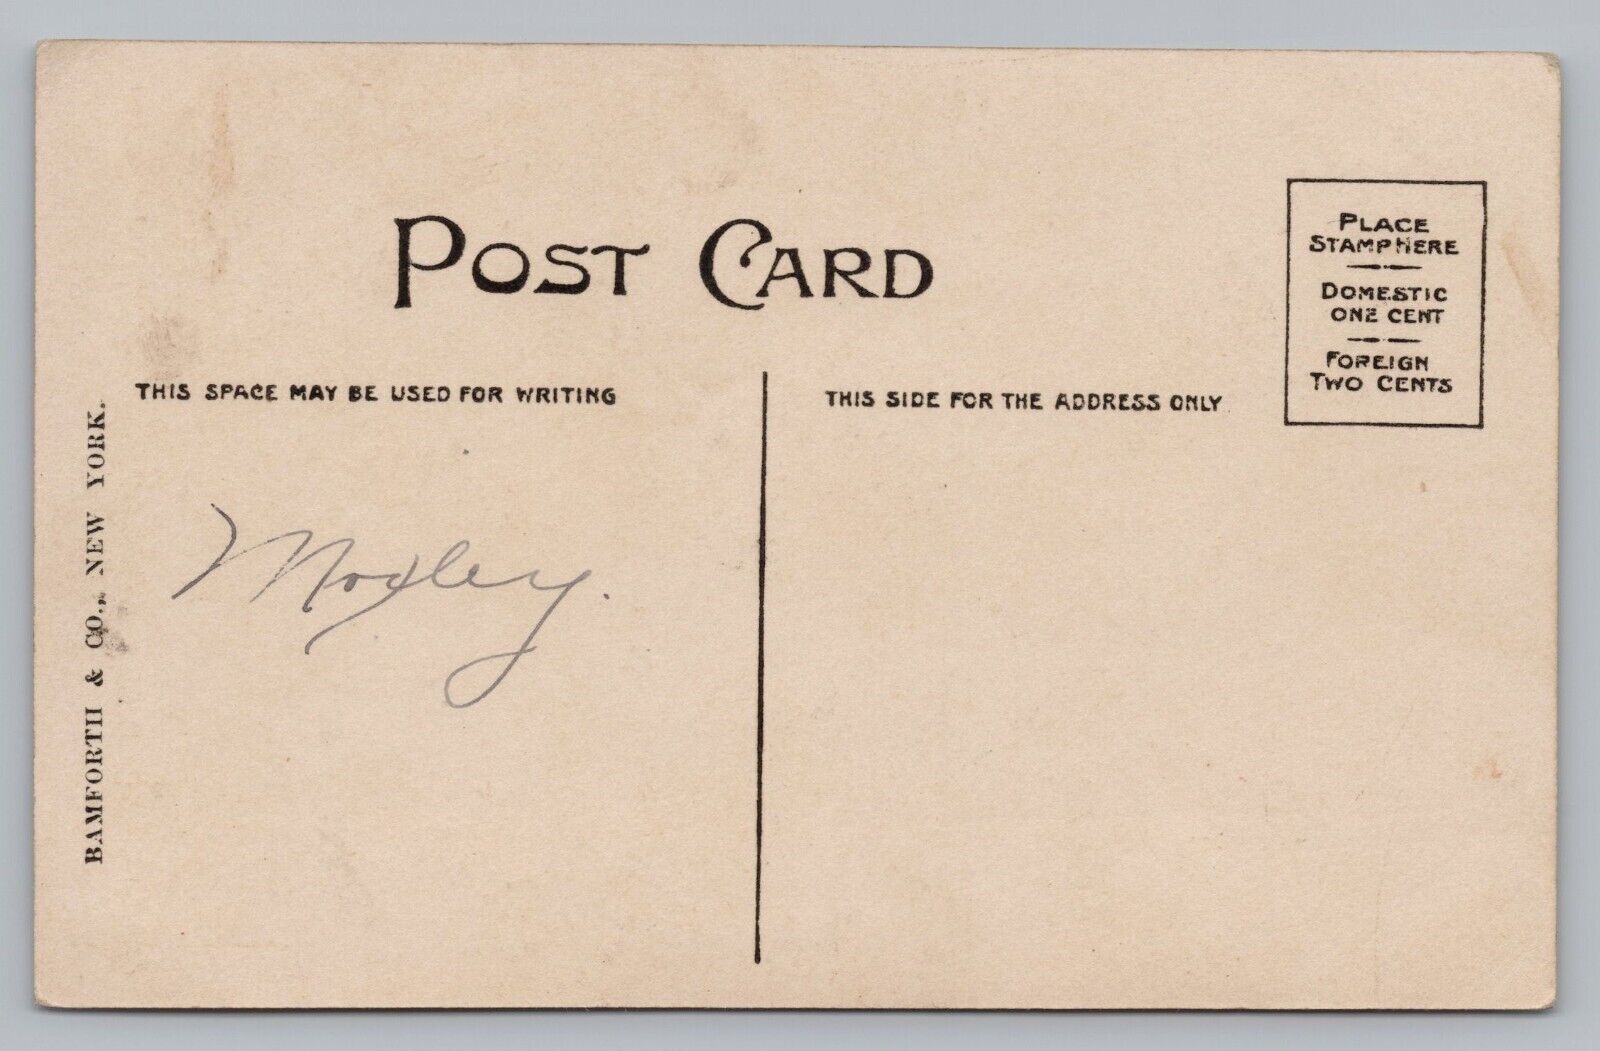 POST CARD
PLACE
STAMP HERE
DOMESTIC
ONE CENT
FOREIGN
TWO CENTS
THIS SPACE MAY BE USED FOR WRITING
THIS SIDE FOR THE ADDRESS ONLY
Moxley.
BAMFORTH & CO., NEW YORK.